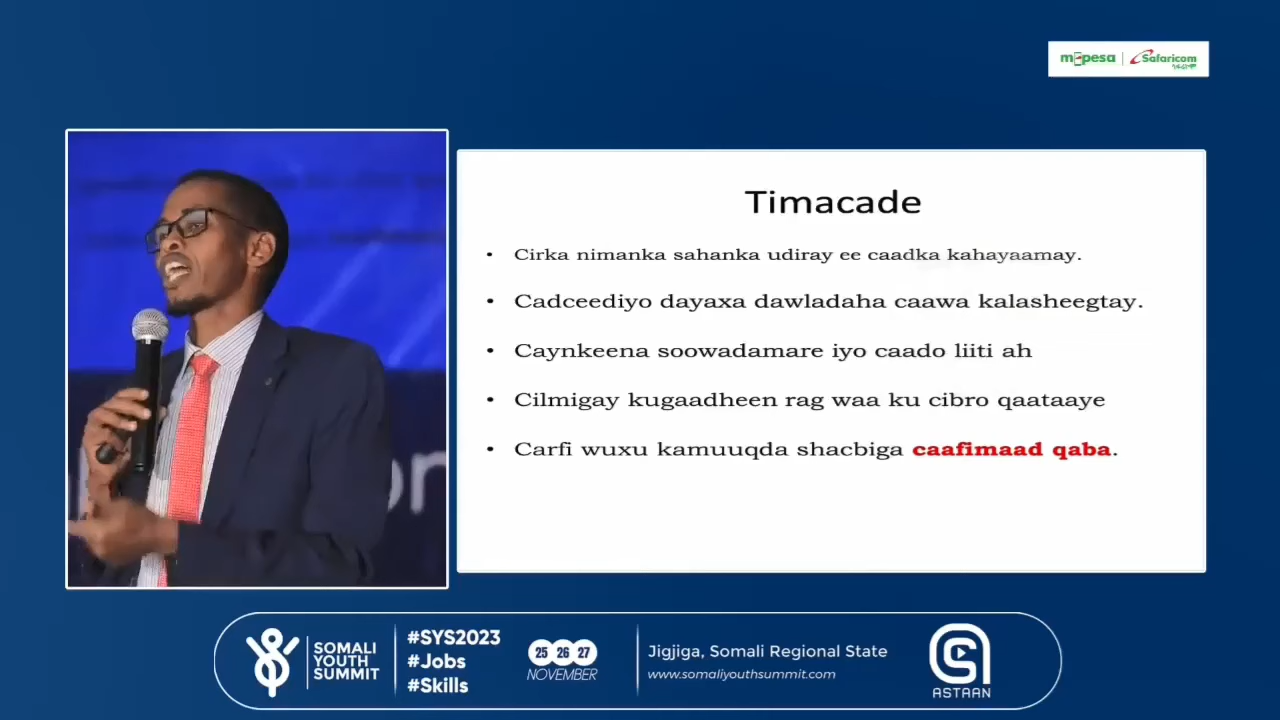 m-pesa | Safaricom
ሳፋሪኮም
Timacade
• Cirka nimanka sahanka udiray ee caadka kahayaamay.
• Cadceediyo dayaxa dawladaha caawa kalasheegtay.
• Caynkeena soowadamare iyo caado liiti ah
• Cilmigay kugaadheen rag waa ku cibro qaataaye
• Carfi wuxu kamuuqda shacbiga caafimaad qaba.
SOMALI
YOUTH
SUMMIT
#SYS2023
#Jobs
#Skills
25 26 27
NOVEMBER
Jigjiga, Somali Regional State
www.somaliyouthsummit.com
ASTAAN